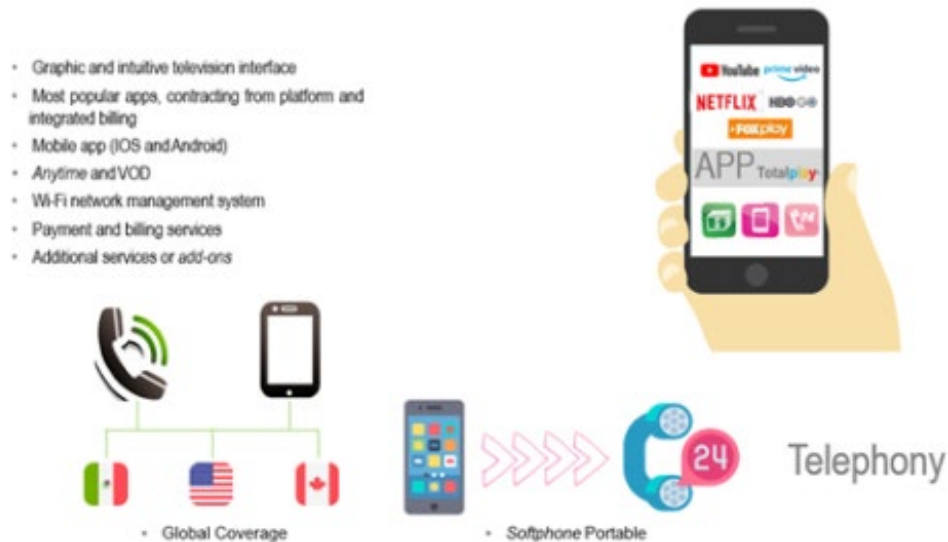 • Graphic and intuitive television interface
• Most popular apps, contracting from platform and
integrated billing
• Mobile app (IOS and Android)
• Anytime and VOD
• Wi-Fi network management system
• Payment and billing services
• Additional services or add-ons
YouTube prime video
NETFLIX HBO GO
FOX play
APP Totalplay
24
Telephony
• Global Coverage
• Softphone Portable